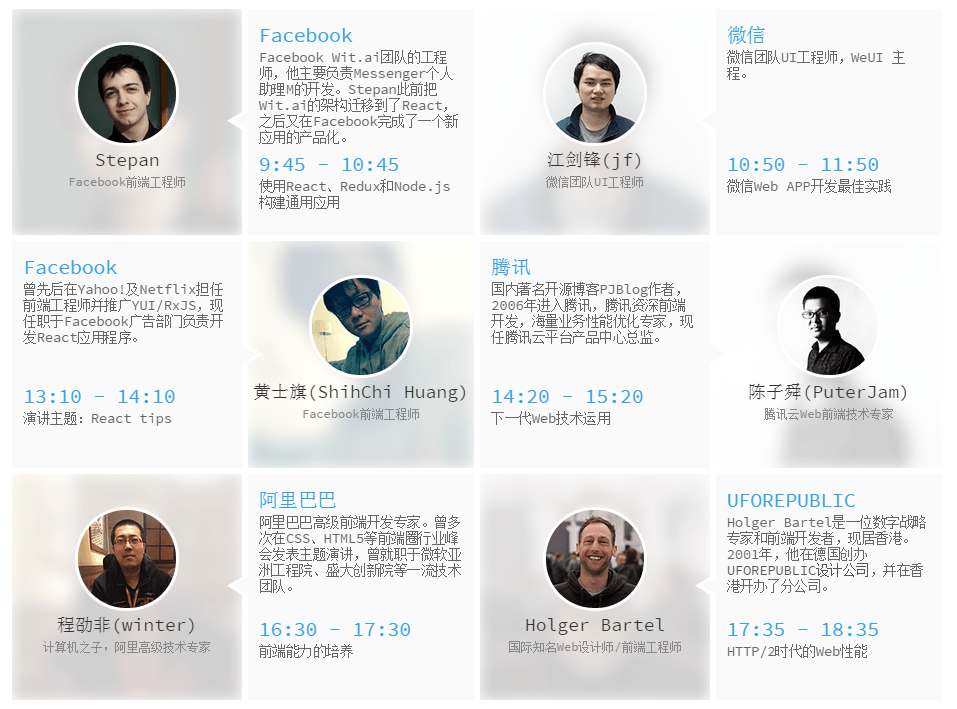 Stepan
Facebook前端工程师
Facebook
Facebook Wit.ai团队的工程
师，他主要负责Messenger个人
助理M的开发。Stepan此前把
Wit.ai的架构迁移到了React，
之后又在Facebook完成了一个新
应用的产品化。
9:45 - 10:45
使用React、Redux和Node.js
构建通用应用
江剑锋(jf)
微信团队UI工程师
微信
微信团队UI工程师，WeUI 主
程。
10:50 - 11:50
微信Web APP开发最佳实践
Facebook
曾先后在Yahoo!及Netflix担任
前端工程师并推广YUI/RxJS，现
任职于Facebook广告部门负责开
发React应用程序。
13:10 - 14:10
演讲主题：React tips
黄士旗(ShihChi Huang)
Facebook前端工程师
腾讯
国内著名开源博客PJBlog作者，
2006年进入腾讯，腾讯资深前端
开发，海量业务性能优化专家，现
任腾讯云平台产品中心总监。
14:20 - 15:20
下一代Web技术运用
陈子舜(PuterJam)
腾讯云Web前端技术专家
程劭非(winter)
计算机之子，阿里高级技术专家
阿里巴巴
阿里巴巴高级前端开发专家。曾多
次在CSS、HTML5等前端圈行业峰
会发表主题演讲，曾就职于微软亚
洲工程院、盛大创新院等一流技术
团队。
16:30 - 17:30
前端能力的培养
Holger Bartel
国际知名Web设计师/前端工程师
UFOREPUBLIC
Holger Bartel是一位数字战略
专家和前端开发者，现居香港。
2001年，他在德国创办
UFOREPUBLIC设计公司，并在香
港开办了分公司。
17:35 - 18:35
HTTP/2时代的Web性能